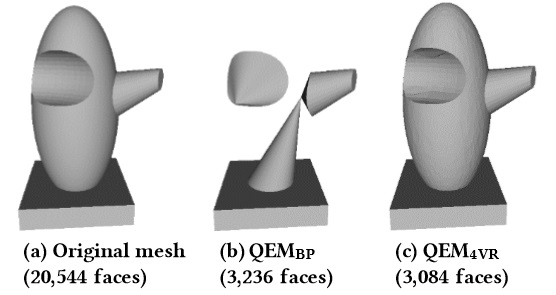 (a) Original mesh
(20,544 faces)
(b) QEMBP
(3,236 faces)
(c) QEM4VR
(3,084 faces)